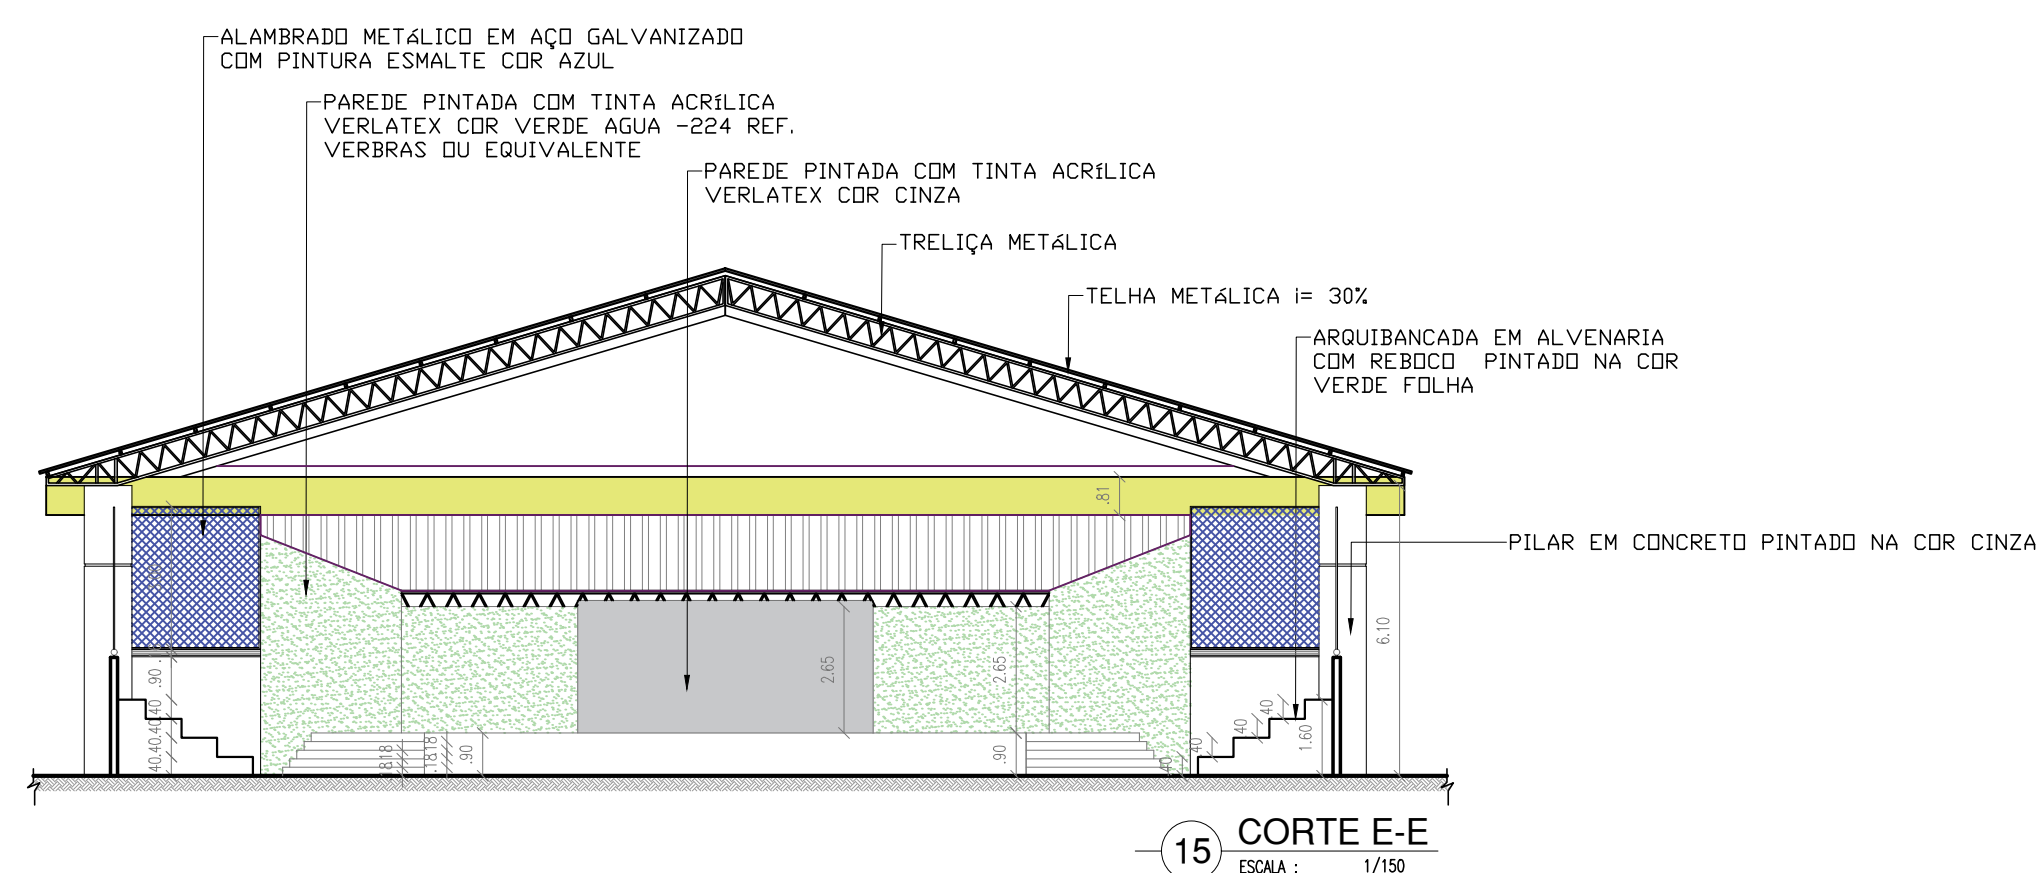 ALAMBRADO METáLICO EM AÇO GALVANIZADO
COM PINTURA ESMALTE COR AZUL
PAREDE PINTADA COM TINTA ACRíLICA
VERLATEX COR VERDE AGUA -224 REF.
VERBRAS OU EQUIVALENTE
PAREDE PINTADA COM TINTA ACRíLICA
VERLATEX COR CINZA
TRELIÇA METáLICA
TELHA METáLICA i= 30%
ARQUIBANCADA EM ALVENARIA
COM REBOCO PINTADO NA COR
VERDE FOLHA
.81
PILAR EM CONCRETO PINTADO NA COR CINZA
6.10
2.65
2.65
.90
.40
.40
.40
.40
.18
.18
.18
.18
.90
.90
40
40
40
40
1.60
15
CORTE E-E
ESCALA : 1/150